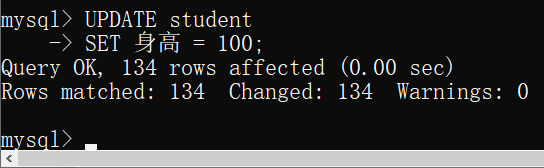 mysql> UPDATE student
    -> SET 身高 = 100;
Query OK, 134 rows affected (0.00 sec)
Rows matched: 134  Changed: 134  Warnings: 0
mysql>